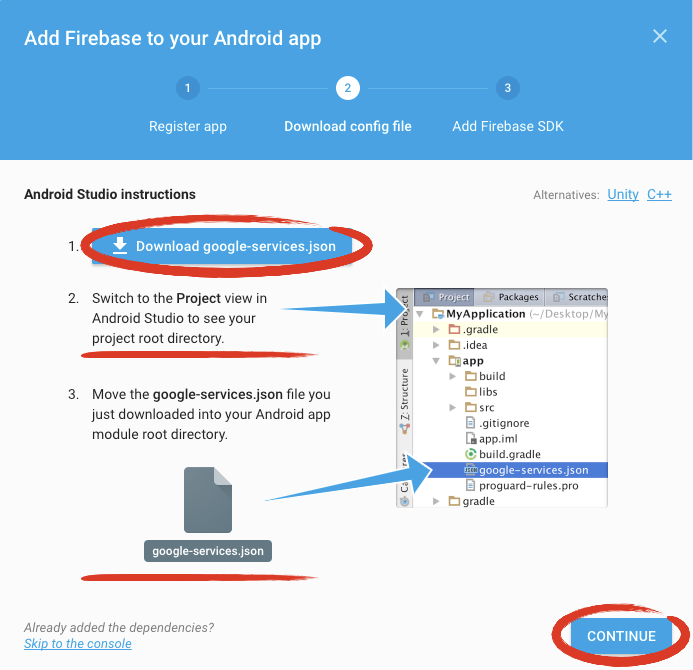 Add Firebase to your Android app
1
2
3
Register app
Download config file
Add Firebase SDK
Android Studio instructions
Alternatives: Unity C++
1. Download google-services.json
2. Switch to the Project view in
Android Studio to see your
project root directory.
Project Packages Scratche
1: Project
MyApplication (~/Desktop/My
.gradle
.idea
app
build
libs
src
.gitignore
app.iml
build.gradle
google-services.json
proguard-rules.pro
gradle
Z: Structure
3. Move the google-services.json file you
just downloaded into your Android app
module root directory.
google-services.json
Already added the dependencies?
Skip to the console
CONTINUE